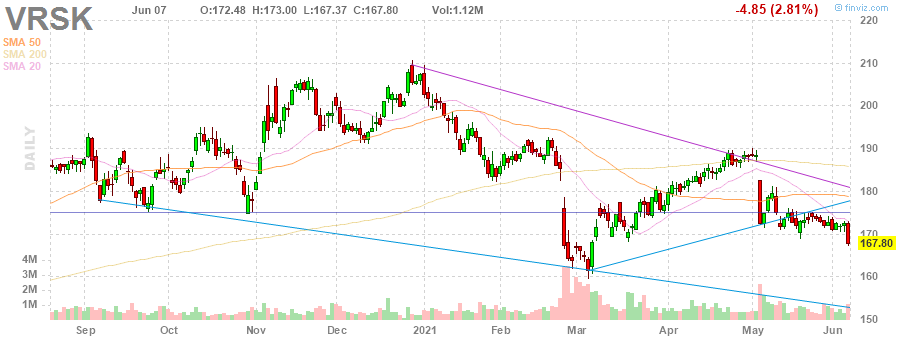 VRSK Jun 07 O:172.48 H:173.00 L:167.37 C:167.80 Vol:1.12M -4.85 (2.81%) © finviz.com
SMA 50
SMA 200
SMA 20
DAILY
220
210
200
190
180
170
167.80
160
150
4M
3M
2M
1M
Sep Oct Nov Dec 2021 Feb Mar Apr May Jun